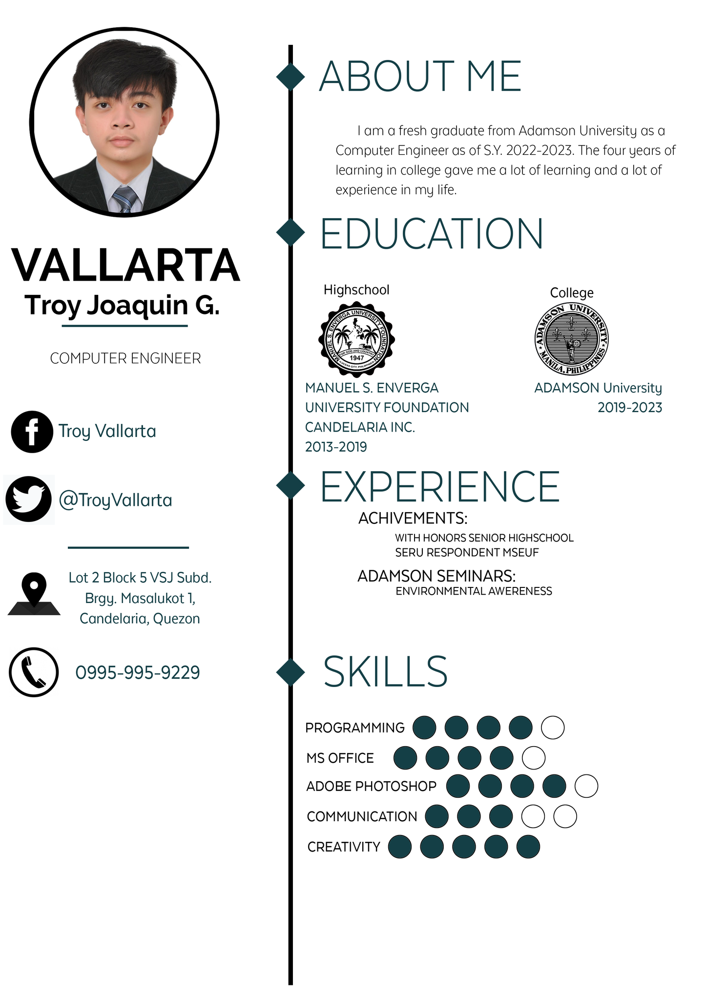 VALLARTA
Troy Joaquin G.
COMPUTER ENGINEER
Troy Vallarta
@TroyVallarta
Lot 2 Block 5 VSJ Subd.
Brgy. Masalukot 1,
Candelaria, Quezon
0995-995-9229
ABOUT ME
I am a fresh graduate from Adamson University as a
Computer Engineer as of S.Y. 2022-2023. The four years of
learning in college gave me a lot of learning and a lot of
experience in my life.
EDUCATION
Highschool
MANUEL S. ENVERGA UNIVERSITY FOUNDATION
FOR GOD AND COUNTRY
1947
LUCENA CITY, PHILIPPINES
MANUEL S. ENVERGA
UNIVERSITY FOUNDATION
CANDELARIA INC.
2013-2019
College
ADAMSON UNIVERSITY
MANILA, PHILIPPINES
ADAMSON University
2019-2023
EXPERIENCE
ACHIVEMENTS:
WITH HONORS SENIOR HIGHSCHOOL
SERU RESPONDENT MSEUF
ADAMSON SEMINARS:
ENVIRONMENTAL AWERENESS
SKILLS
PROGRAMMING
MS OFFICE
ADOBE PHOTOSHOP
COMMUNICATION
CREATIVITY